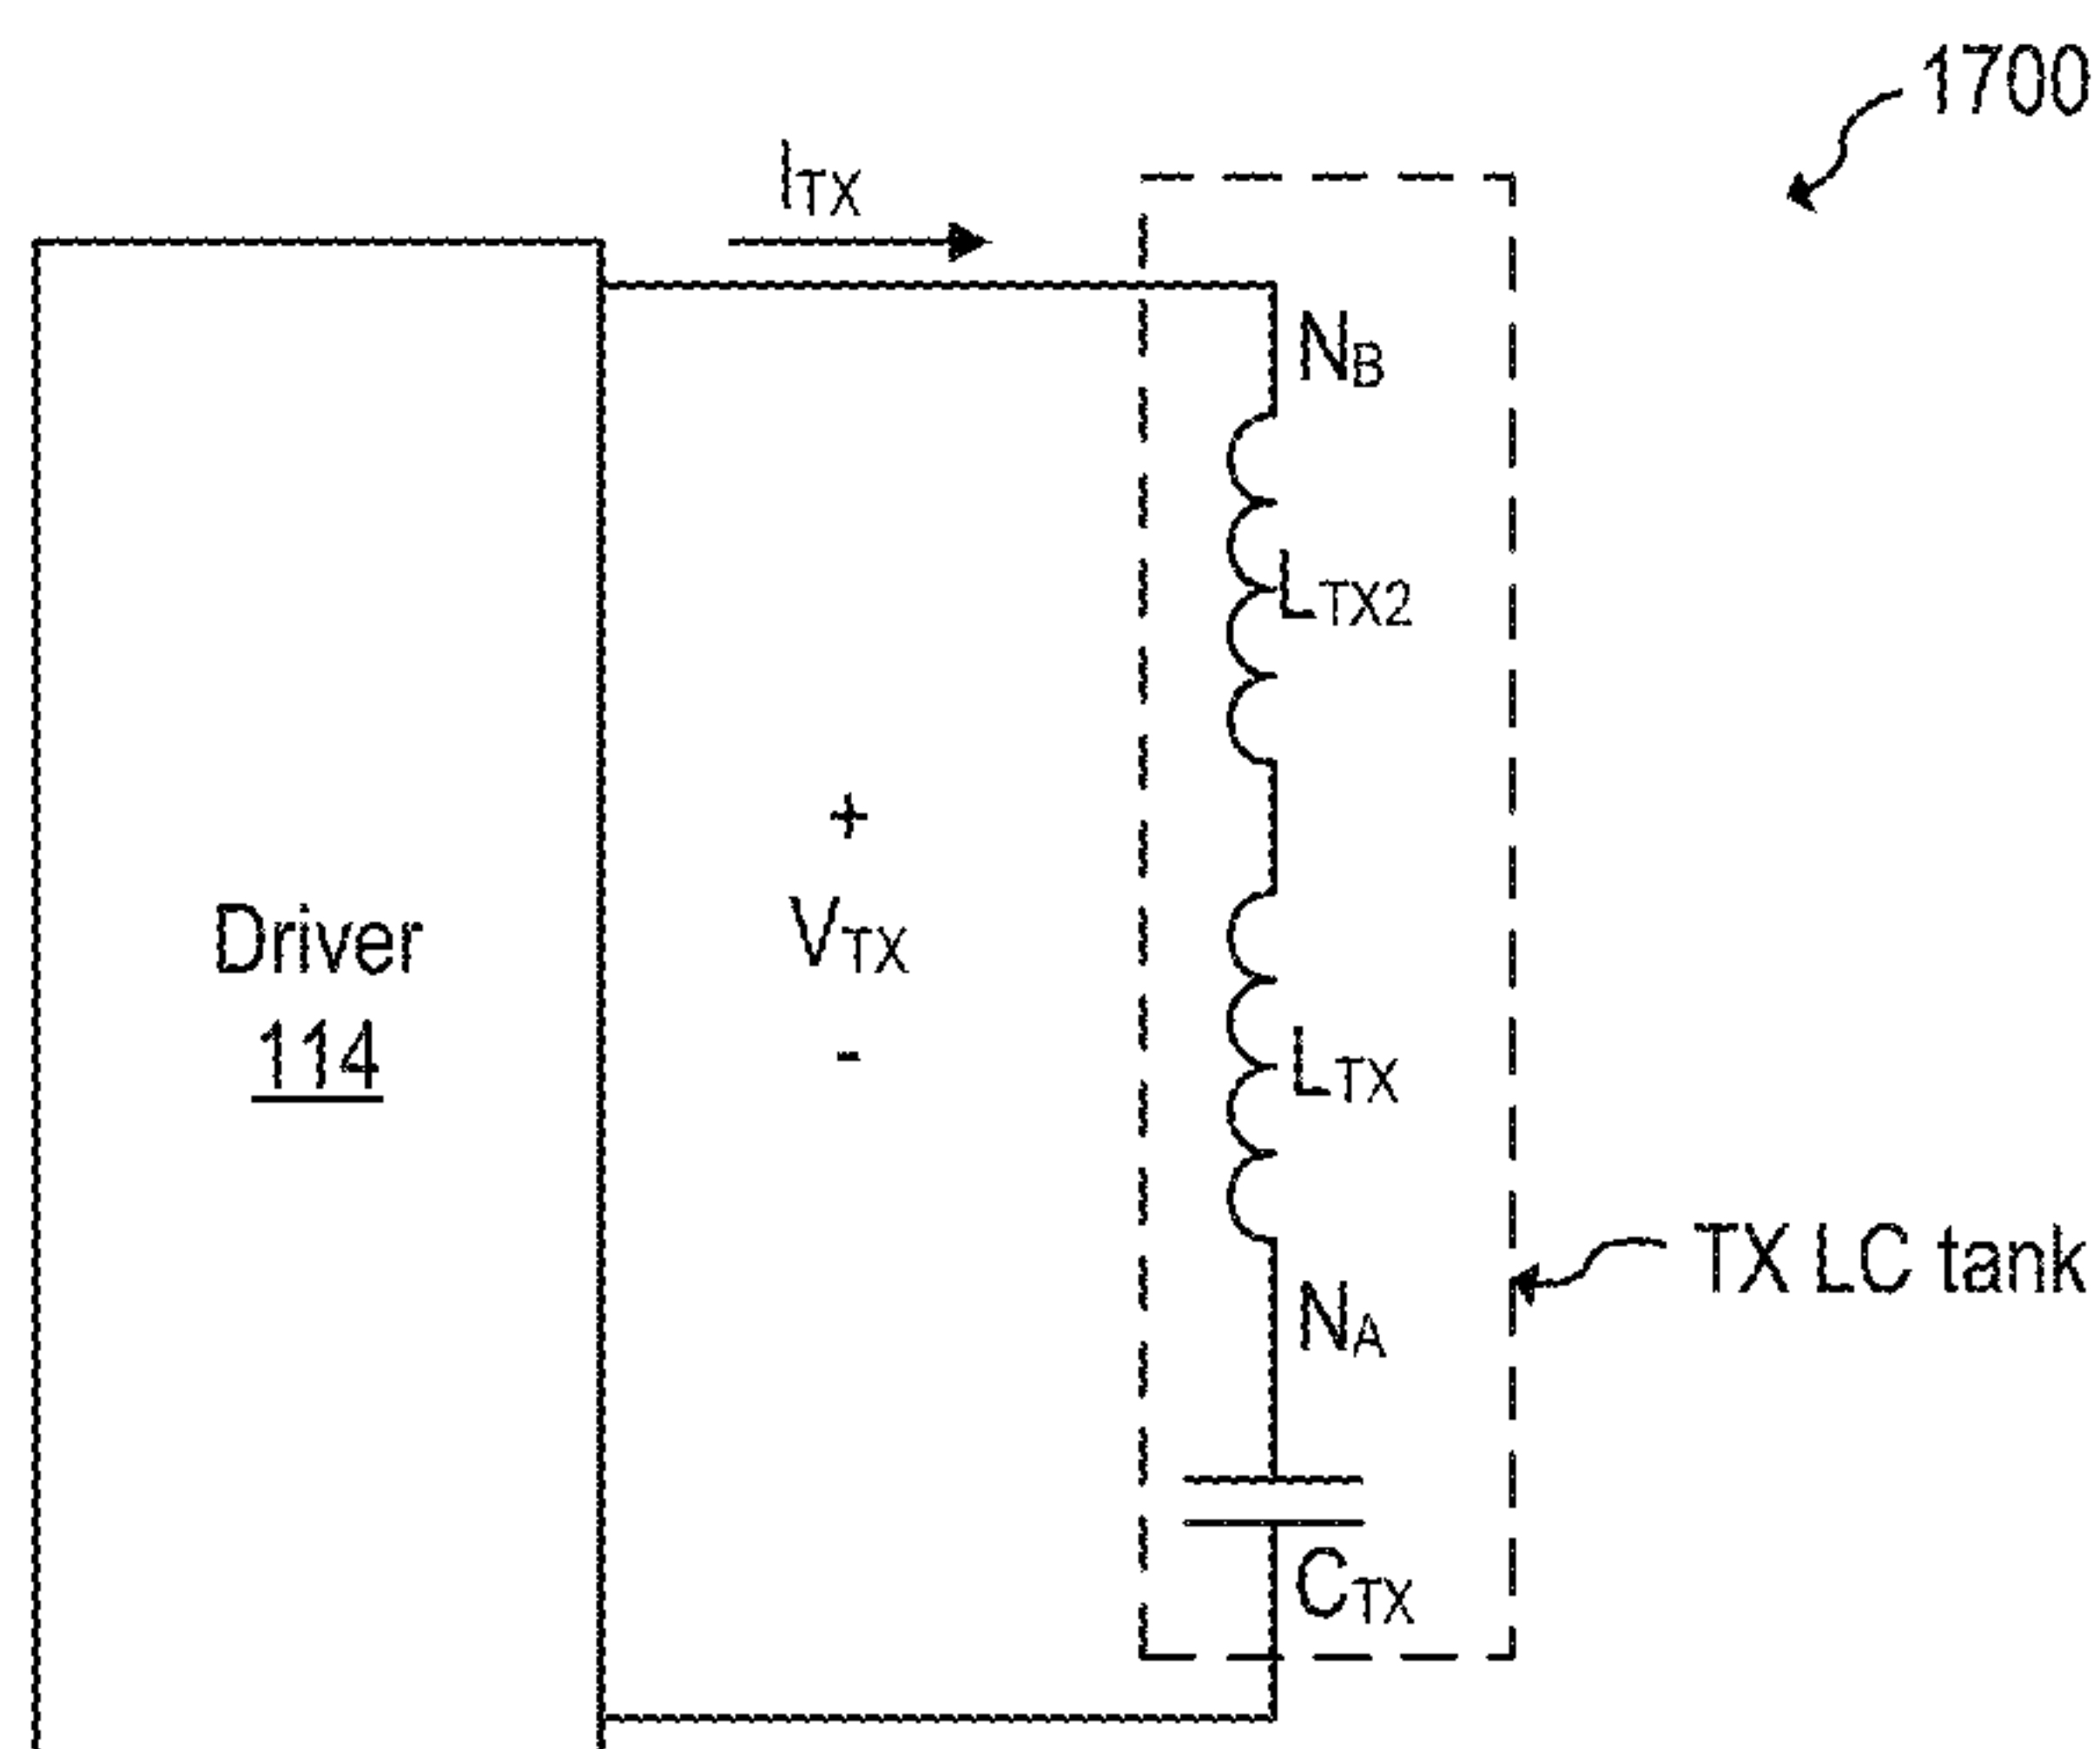 1700
ITX
NB
LTX2
+
VTX
-
Driver
114
LTX
TX LC tank
NA
CTX